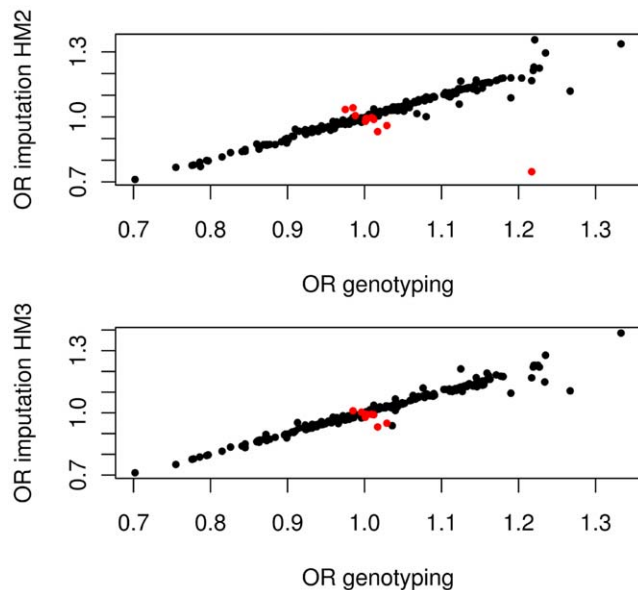 OR imputation HM2
1.3
1.0
0.7
0.7 0.8 0.9 1.0 1.1 1.2 1.3
OR genotyping
OR imputation HM3
1.3
1.0
0.7
0.7 0.8 0.9 1.0 1.1 1.2 1.3
OR genotyping